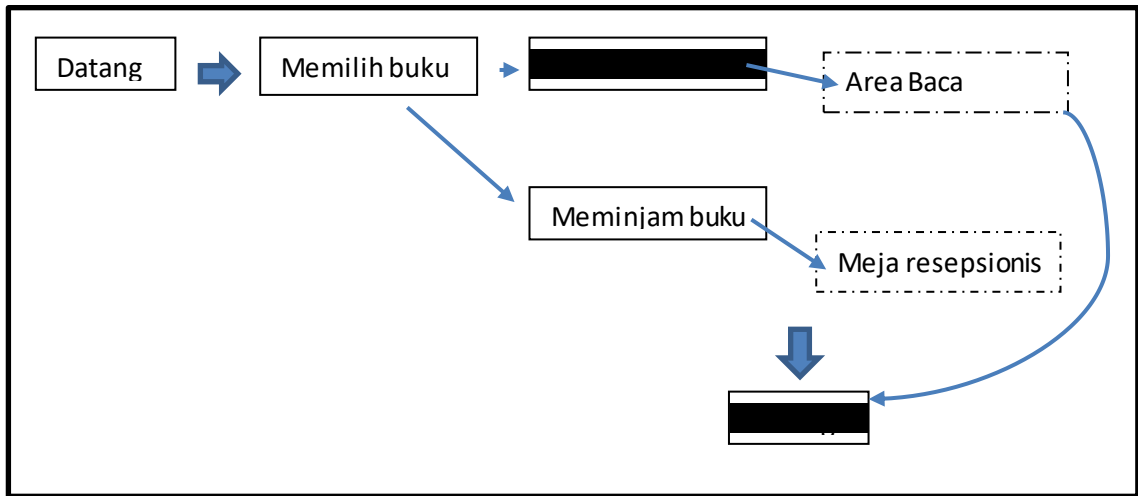 Datang
Memilih buku
Area Baca
Meminjam buku
Meja resepsionis